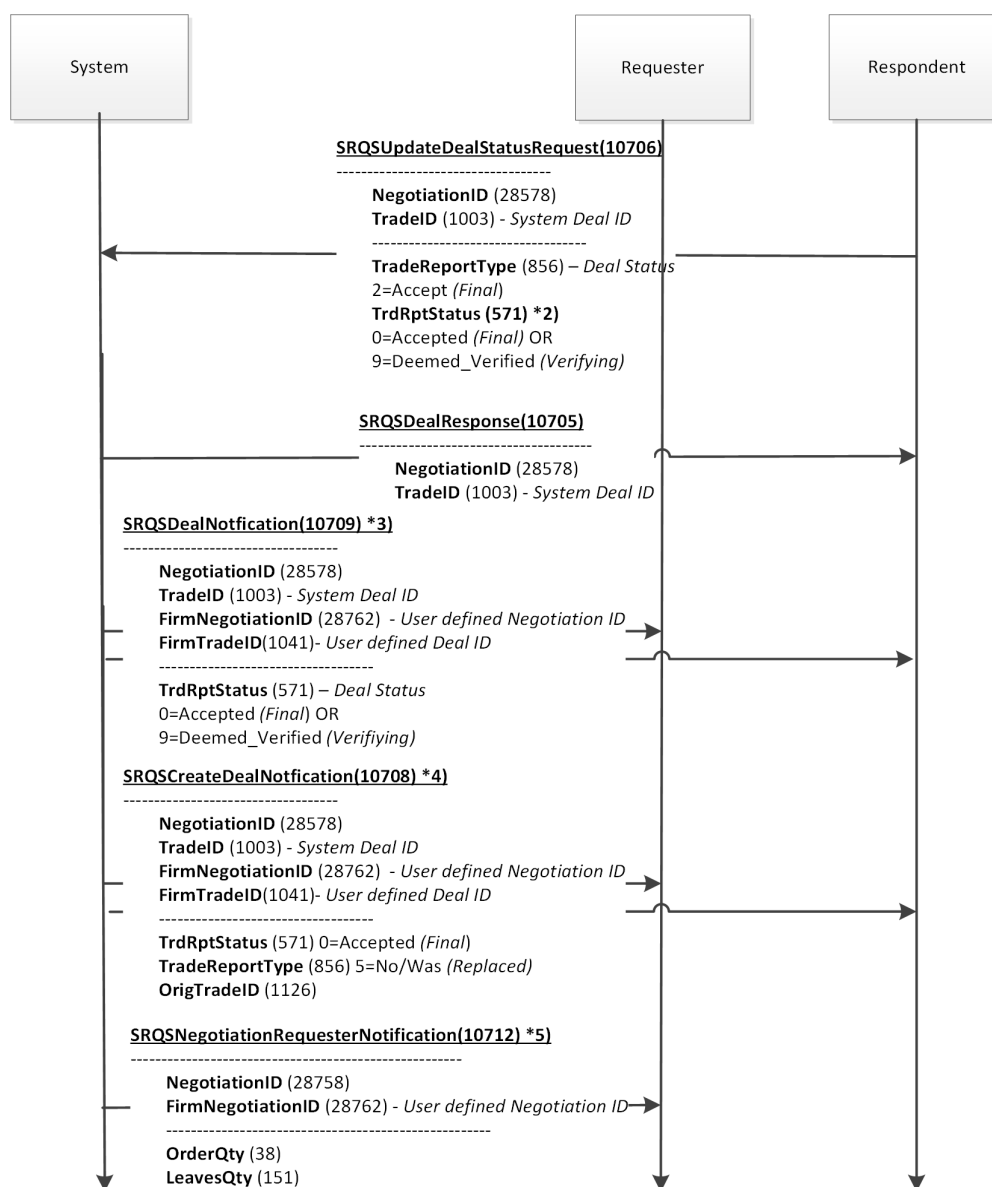 System
Requester
Respondent
SRQSUpdateDealStatusRequest(10706)
-----------------------------------
NegotiationID (28578)
TradeID (1003) - System Deal ID
-----------------------------------
TradeReportType (856) – Deal Status
2=Accept (Final)
TrdRptStatus (571) *2)
0=Accepted (Final) OR
9=Deemed_Verified (Verifying)
SRQSDealResponse(10705)
--------------------------------------
NegotiationID (28578)
TradeID (1003) - System Deal ID
SRQSDealNotfication(10709) *3)
-----------------------------------
NegotiationID (28578)
TradeID (1003) - System Deal ID
FirmNegotiationID (28762)  - User defined Negotiation ID
FirmTradeID(1041)- User defined Deal ID
-----------------------------------
TrdRptStatus (571) – Deal Status
0=Accepted (Final) OR
9=Deemed_Verified (Verifiying)
SRQSCreateDealNotfication(10708) *4)
-----------------------------------
NegotiationID (28578)
TradeID (1003) - System Deal ID
FirmNegotiationID (28762)  - User defined Negotiation ID
FirmTradeID(1041)- User defined Deal ID
-----------------------------------
TrdRptStatus (571) 0=Accepted (Final)
TradeReportType (856) 5=No/Was (Replaced)
OrigTradeID (1126)
SRQSNegotiationRequesterNotification(10712) *5)
------------------------------------------------------
NegotiationID (28758)
FirmNegotiationID (28762) - User defined Negotiation ID
-----------------------------------------------------
OrderQty (38)
LeavesQty (151)